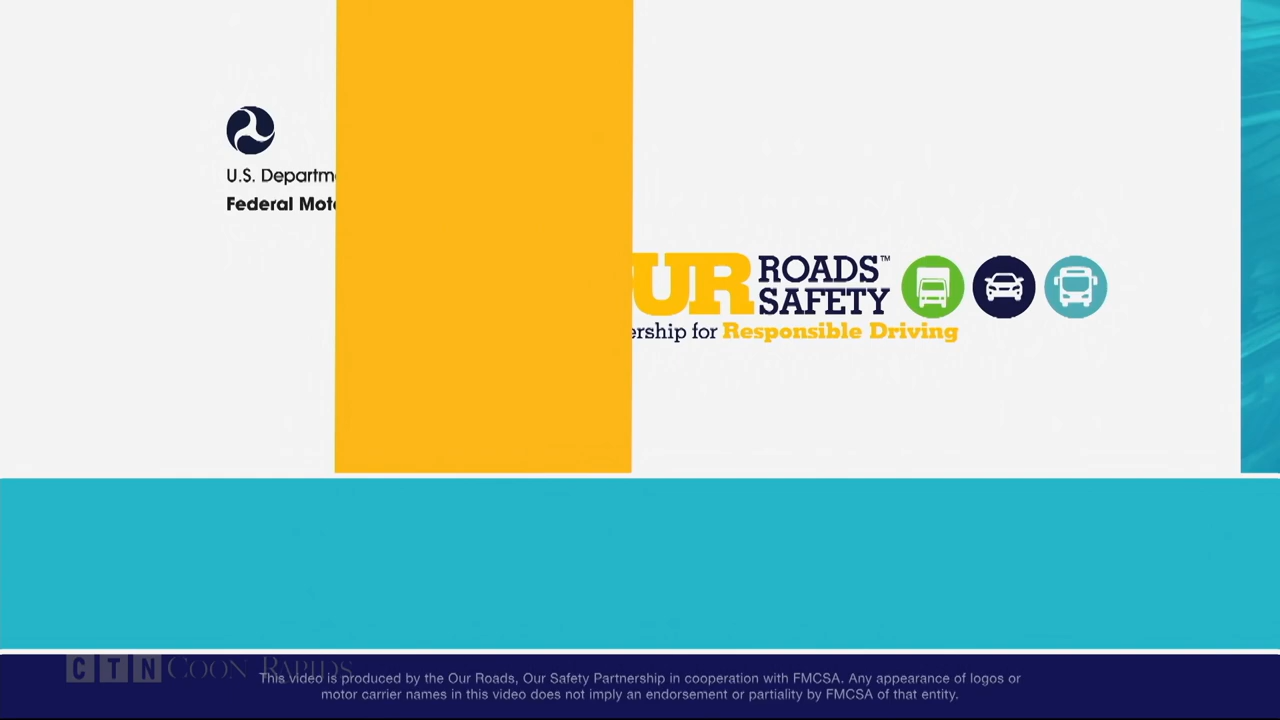 U.S. Departm
Federal Mot
UR ROADS™
SAFETY
ership for Responsible Driving
CTN COON RAPIDS
This video is produced by the Our Roads, Our Safety Partnership in cooperation with FMCSA. Any appearance of logos or
motor carrier names in this video does not imply an endorsement or partiality by FMCSA of that entity.